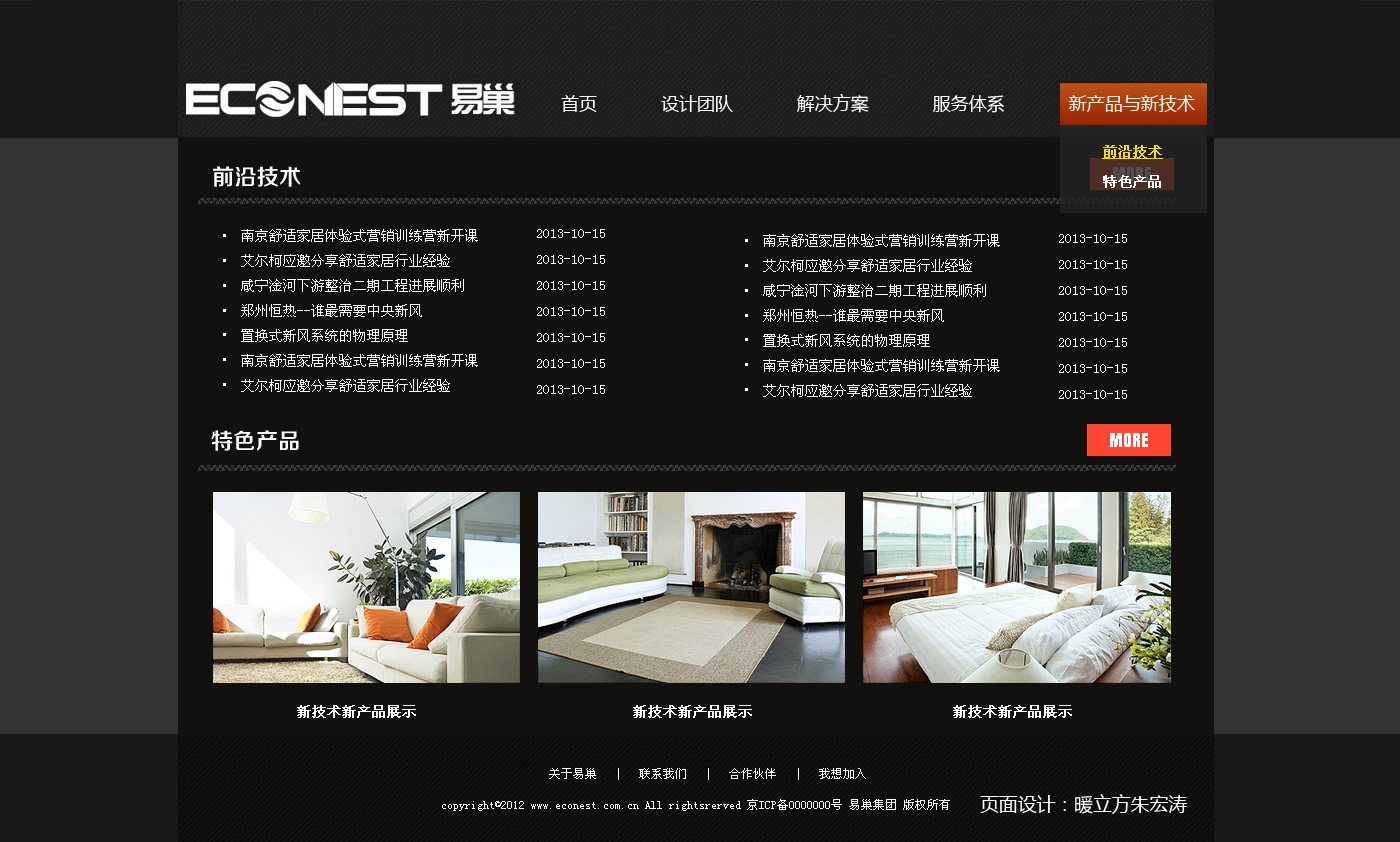 ECONEST 易巢
首页 设计团队 解决方案 服务体系 新产品与新技术
前沿技术
MORE
特色产品
前沿技术
南京舒适家居体验式营销训练营新开课 2013-10-15
艾尔柯应邀分享舒适家居行业经验 2013-10-15
咸宁淦河下游整治二期工程进展顺利 2013-10-15
郑州恒热--谁最需要中央新风 2013-10-15
置换式新风系统的物理原理 2013-10-15
南京舒适家居体验式营销训练营新开课 2013-10-15
艾尔柯应邀分享舒适家居行业经验 2013-10-15
南京舒适家居体验式营销训练营新开课 2013-10-15
艾尔柯应邀分享舒适家居行业经验 2013-10-15
咸宁淦河下游整治二期工程进展顺利 2013-10-15
郑州恒热--谁最需要中央新风 2013-10-15
置换式新风系统的物理原理 2013-10-15
南京舒适家居体验式营销训练营新开课 2013-10-15
艾尔柯应邀分享舒适家居行业经验 2013-10-15
特色产品 MORE
新技术新产品展示 新技术新产品展示 新技术新产品展示
关于易巢 | 联系我们 | 合作伙伴 | 我想加入
copyright©2012 www.econest.com.cn All rightsrerved 京ICP备0000000号 易巢集团 版权所有
页面设计：暖立方朱宏涛